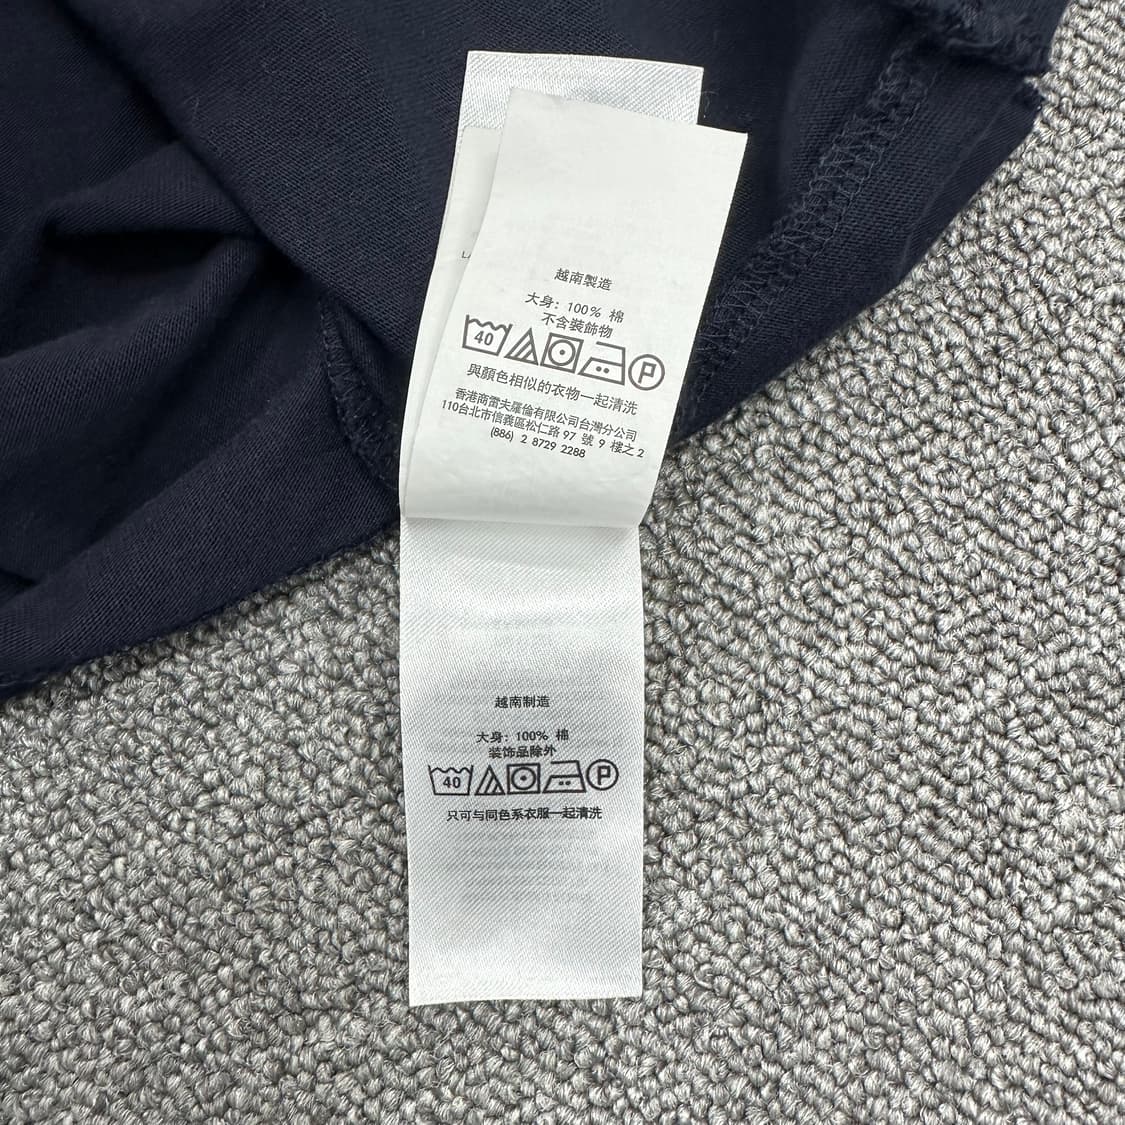 LA
越南製造
大身: 100% 棉
不含裝飾物
40
P
與顏色相似的衣物一起清洗
香港商雷夫羅倫有限公司台灣分公司
110台北市信義區松仁路 97 號 9 樓之 2
(886) 2 8729 2288
越南制造
大身: 100% 棉
装饰品除外
40
P
只可与同色系衣服一起清洗